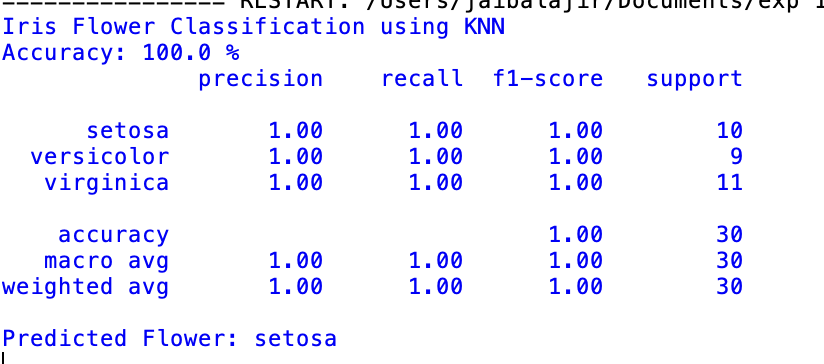 ================ RESTART: /Users/jaibalajir/Documents/exp 1
Iris Flower Classification using KNN
Accuracy: 100.0 %
precision recall f1-score support
setosa 1.00 1.00 1.00 10
versicolor 1.00 1.00 1.00 9
virginica 1.00 1.00 1.00 11
accuracy 1.00 30
macro avg 1.00 1.00 1.00 30
weighted avg 1.00 1.00 1.00 30
Predicted Flower: setosa